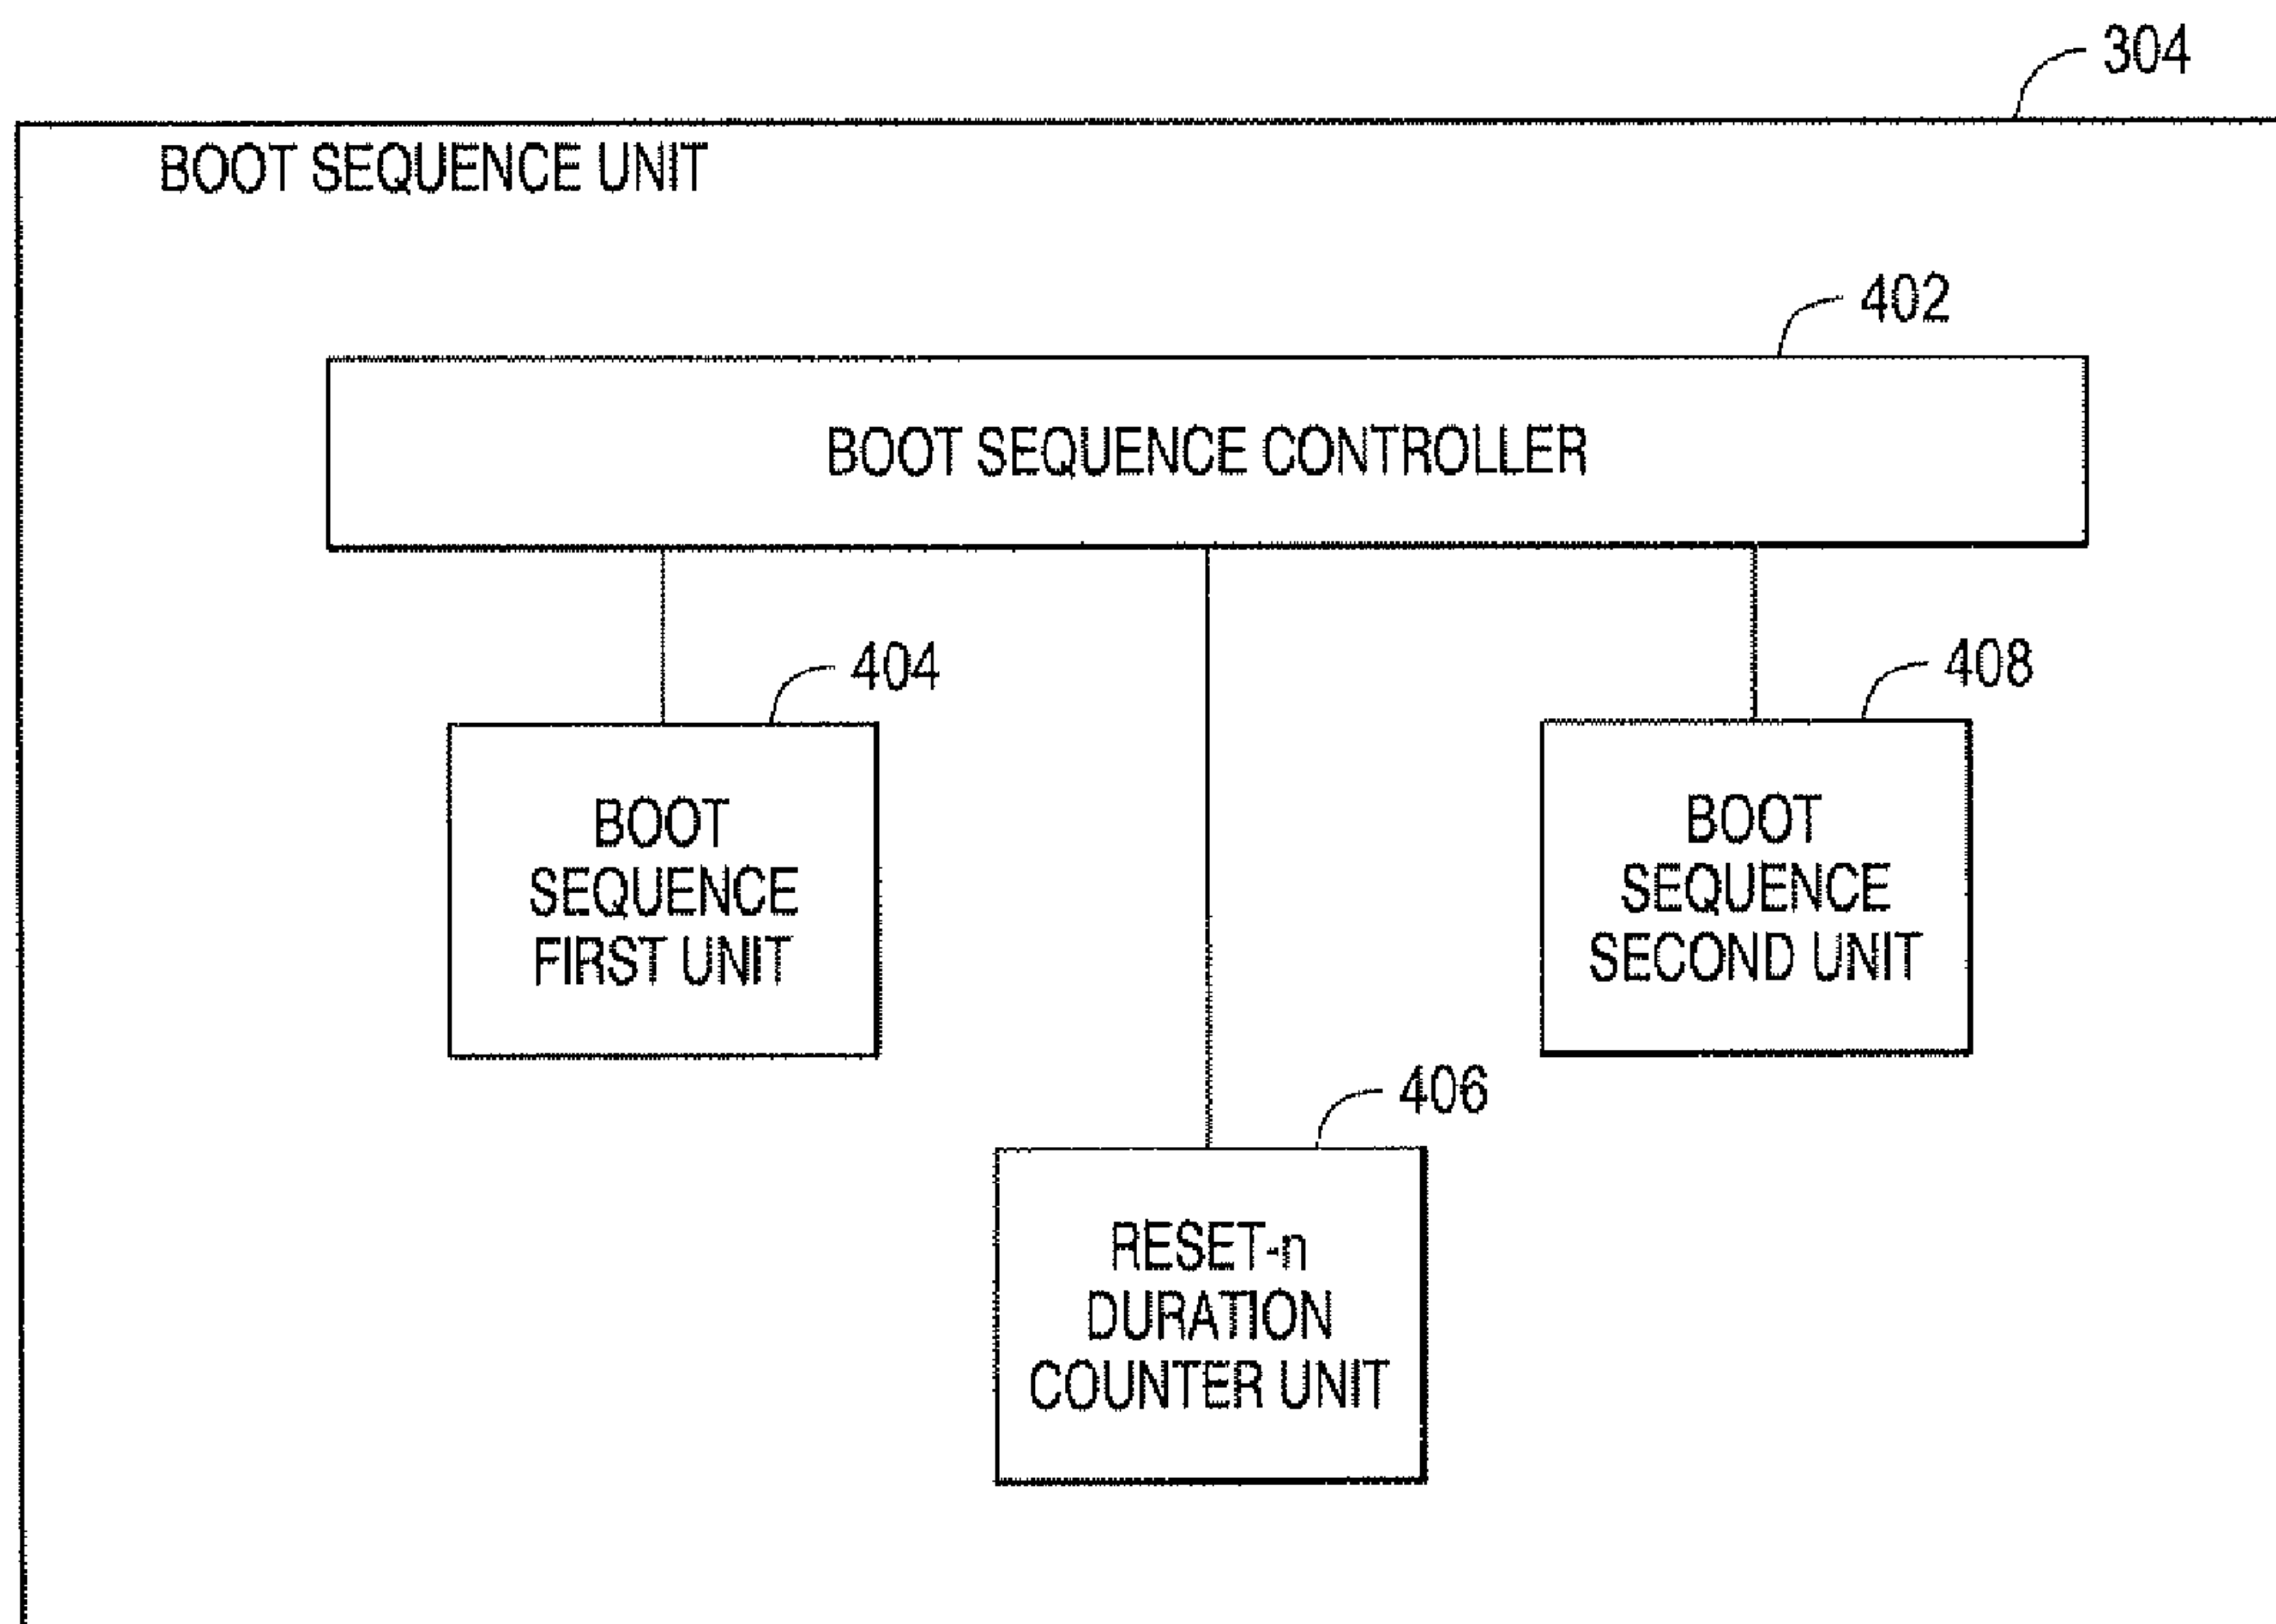 304
BOOT SEQUENCE UNIT
402
BOOT SEQUENCE CONTROLLER
404
BOOT
SEQUENCE
FIRST UNIT
408
BOOT
SEQUENCE
SECOND UNIT
406
RESET-n
DURATION
COUNTER UNIT